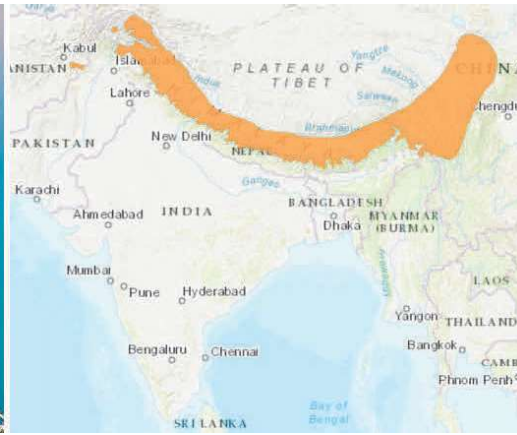 Kabul
ANISTAN
Islamabad
Lahore
PLATEAU OF
TIBET
Yangtze
Mekong
Salween
CHINA
Chengdu
India
Brahmaputra
New Delhi
NEPAL
PAKISTAN
Karachi
Ganges
BANGLADESH
Dhaka
MYANMAR
(BURMA)
Ahmedabad
INDIA
Mumbai
Pune
Hyderabad
LAOS
Yangon
THAILAND
Bengaluru
Chennai
Bangkok
CAMB
Phnom Penh
Bay of
Bengal
SRI LANKA